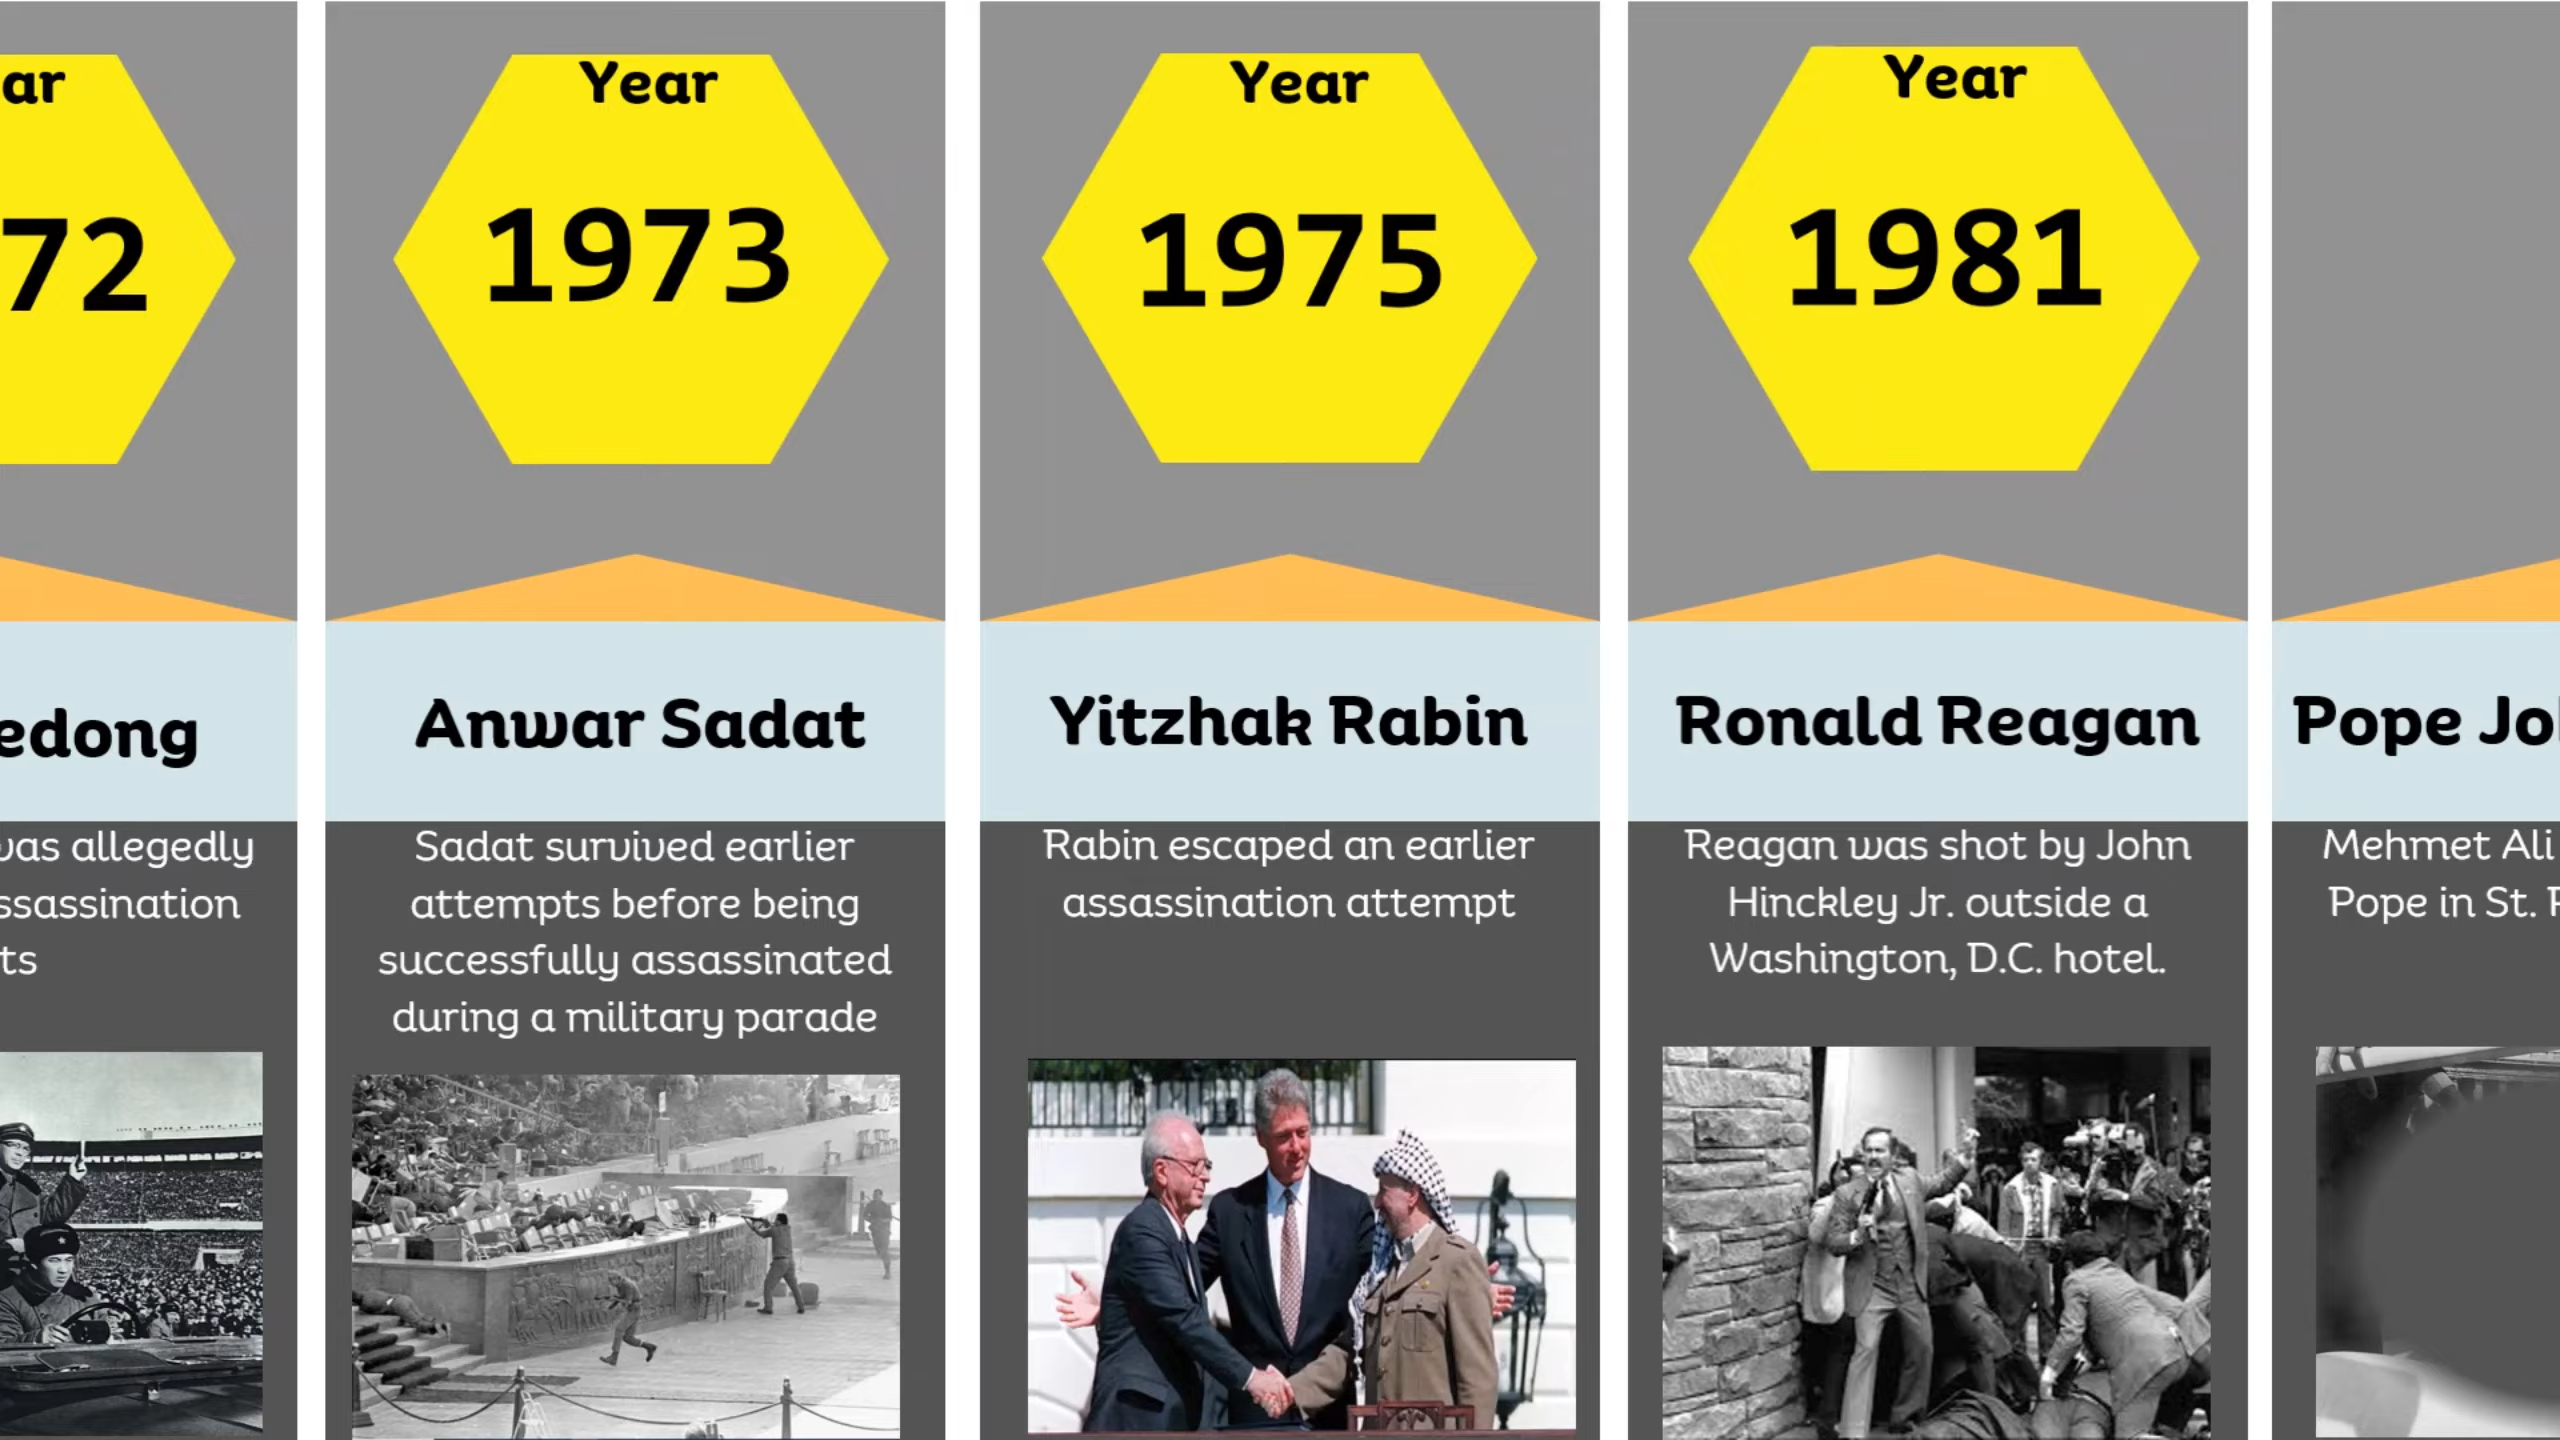 ar
72
edong
was allegedly
ssassination
ts
Year
1973
Anwar Sadat
Sadat survived earlier
attempts before being
successfully assassinated
during a military parade
Year
1975
Yitzhak Rabin
Rabin escaped an earlier
assassination attempt
Year
1981
Ronald Reagan
Reagan was shot by John
Hinckley Jr. outside a
Washington, D.C. hotel.
Pope Jo
Mehmet Ali
Pope in St. P